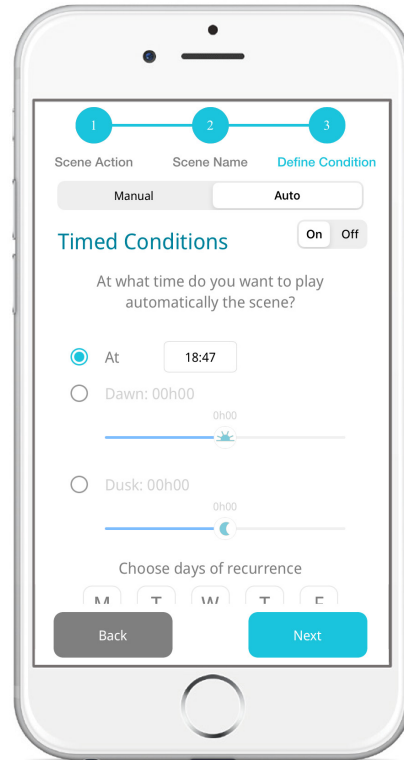 1 2 3
Scene Action Scene Name Define Condition
Manual Auto
Timed Conditions On Off
At what time do you want to play
automatically the scene?
At 18:47
Dawn: 00h00
0h00
Dusk: 00h00
0h00
Choose days of recurrence
M T W T F
Back Next